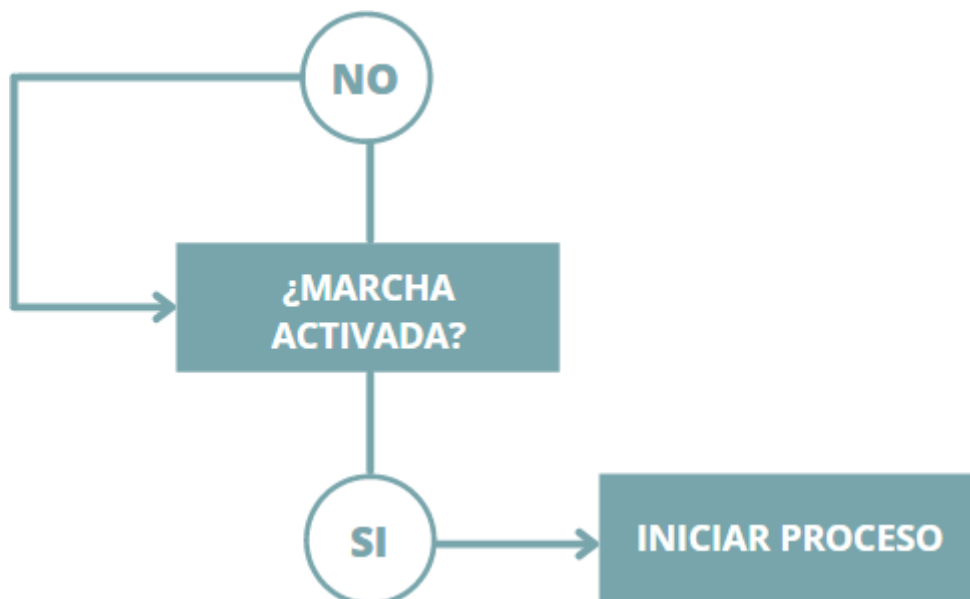 NO
¿MARCHA
ACTIVADA?
SI
INICIAR PROCESO